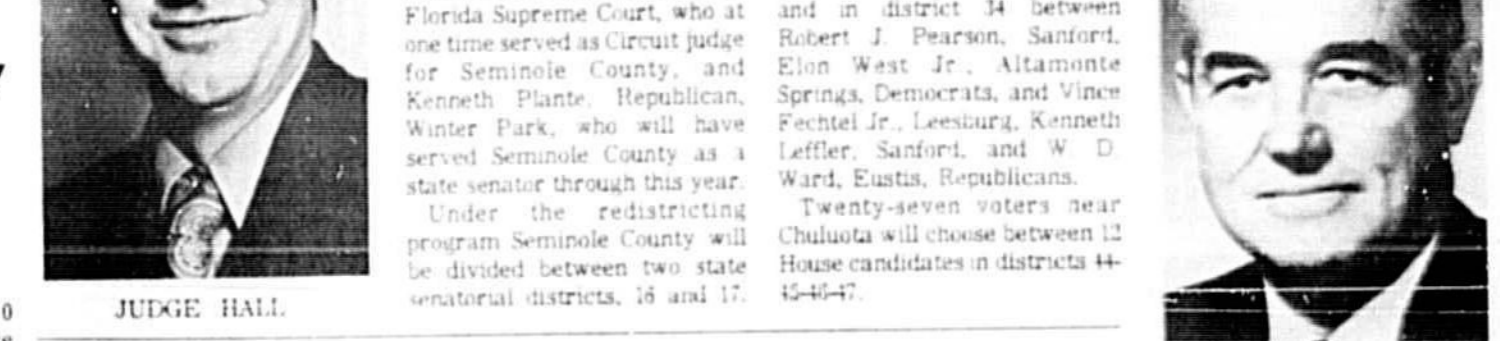 Florida Supreme Court, who at
one time served as Circuit judge
for Seminole County, and
Kenneth Plante, Republican,
Winter Park, who will have
served Seminole County as a
state senator through this year.
Under the redistricting
program Seminole County will
be divided between two state
senatorial districts, 16 and 17,
and in district 34 between
Robert J. Pearson, Sanford,
Elon West Jr., Altamonte
Springs, Democrats, and Vince
Fechtel Jr., Leesburg, Kenneth
Leffler, Sanford, and W. D.
Ward, Eustis, Republicans.
Twenty-seven voters near
Chuluota will choose between 12
House candidates in districts 44-
45-46-47.
JUDGE HALL